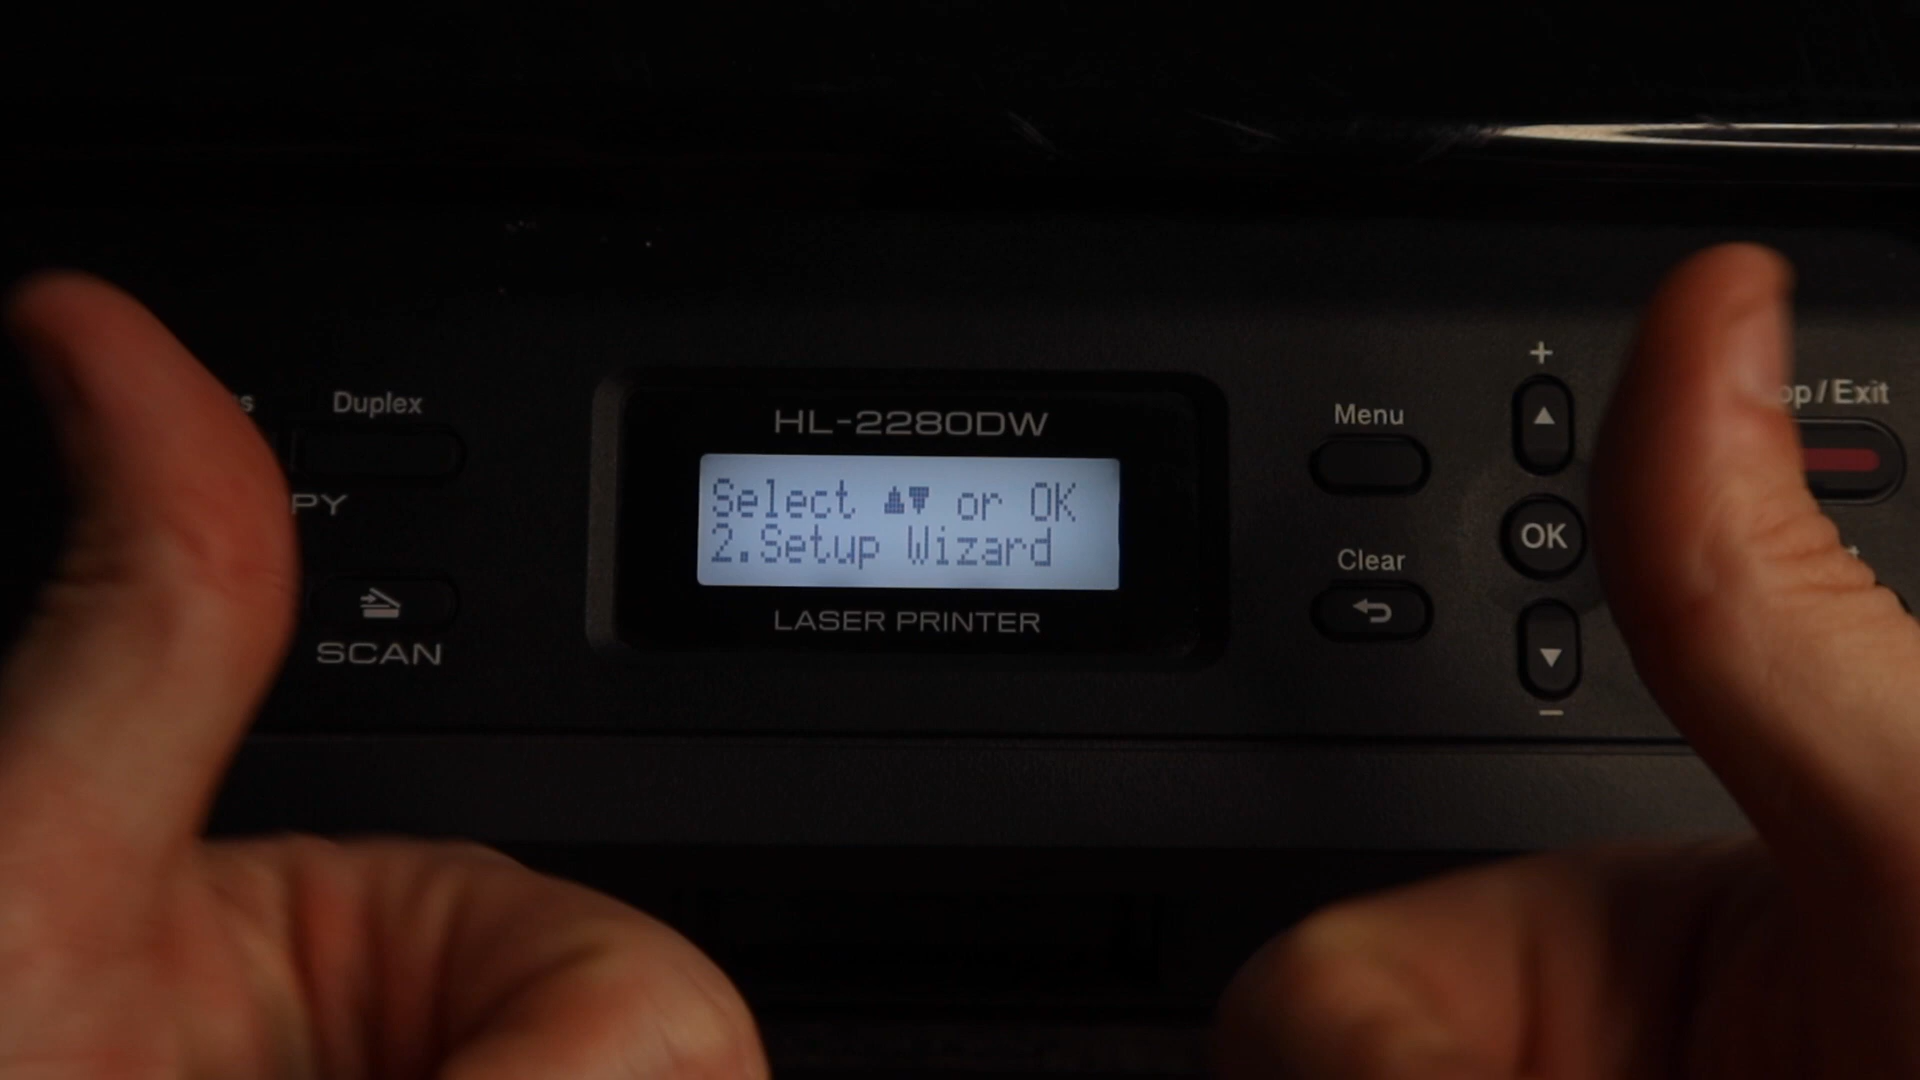 Duplex
PY
SCAN
HL-2280DW
Select ▲▼ or OK
2.Setup Wizard
LASER PRINTER
Menu
Clear
+
▲
OK
▼
−
op / Exit